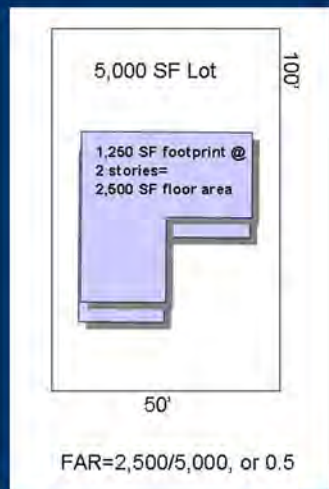 5,000 SF Lot
100'
1,250 SF footprint @
2 stories=
2,500 SF floor area
50'
FAR=2,500/5,000, or 0.5